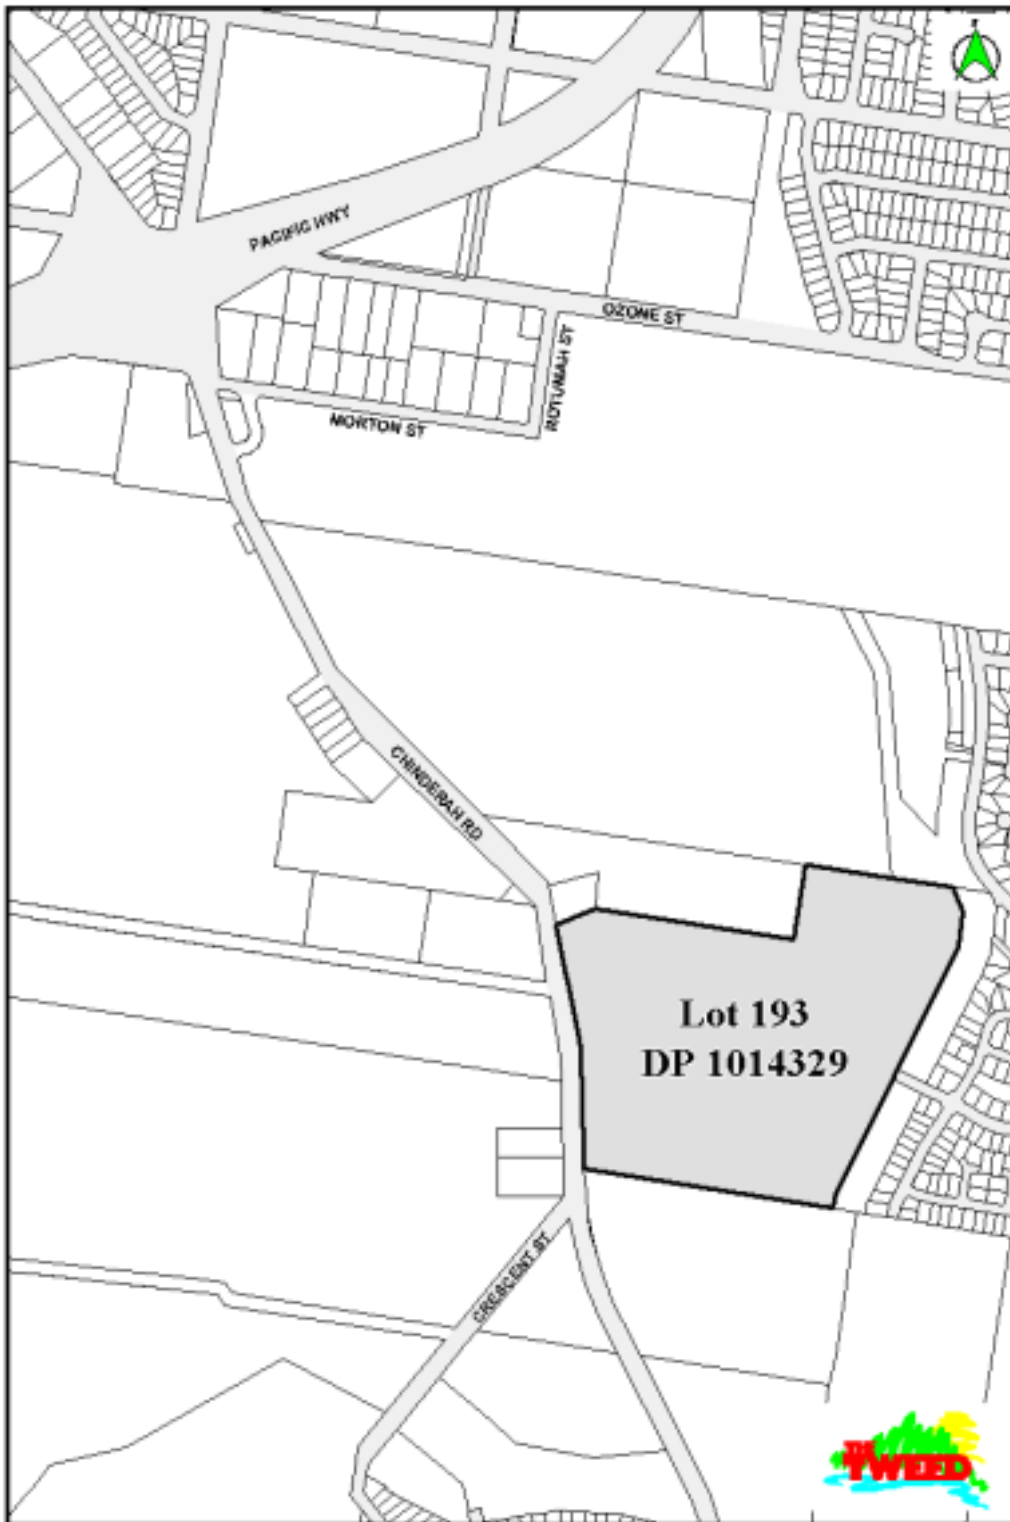 PACIFIC HWY
OZONE ST
ROTUMAH ST
MORTON ST
CHINDERAH RD
Lot 193
DP 1014329
CRESCENT ST
TWEED